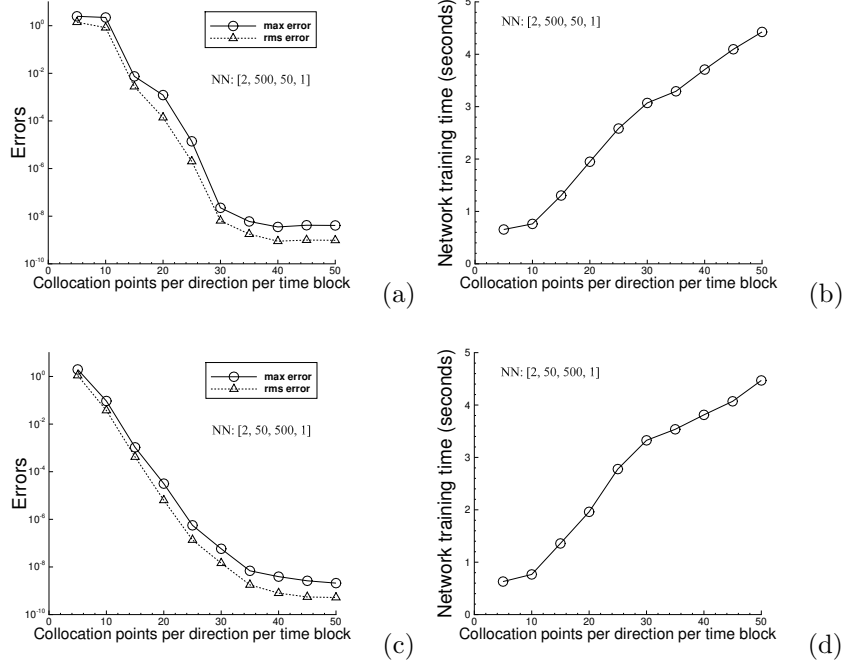 Errors
10^0
10^-2
10^-4
10^-6
10^-8
10^-10
max error
rms error
NN: [2, 500, 50, 1]
0 10 20 30 40 50
Collocation points per direction per time block
(a)
Network training time (seconds)
5
4
3
2
1
0
NN: [2, 500, 50, 1]
0 10 20 30 40 50
Collocation points per direction per time block
(b)
Errors
10^0
10^-2
10^-4
10^-6
10^-8
10^-10
max error
rms error
NN: [2, 50, 500, 1]
0 10 20 30 40 50
Collocation points per direction per time block
(c)
Network training time (seconds)
5
4
3
2
1
0
NN: [2, 50, 500, 1]
0 10 20 30 40 50
Collocation points per direction per time block
(d)